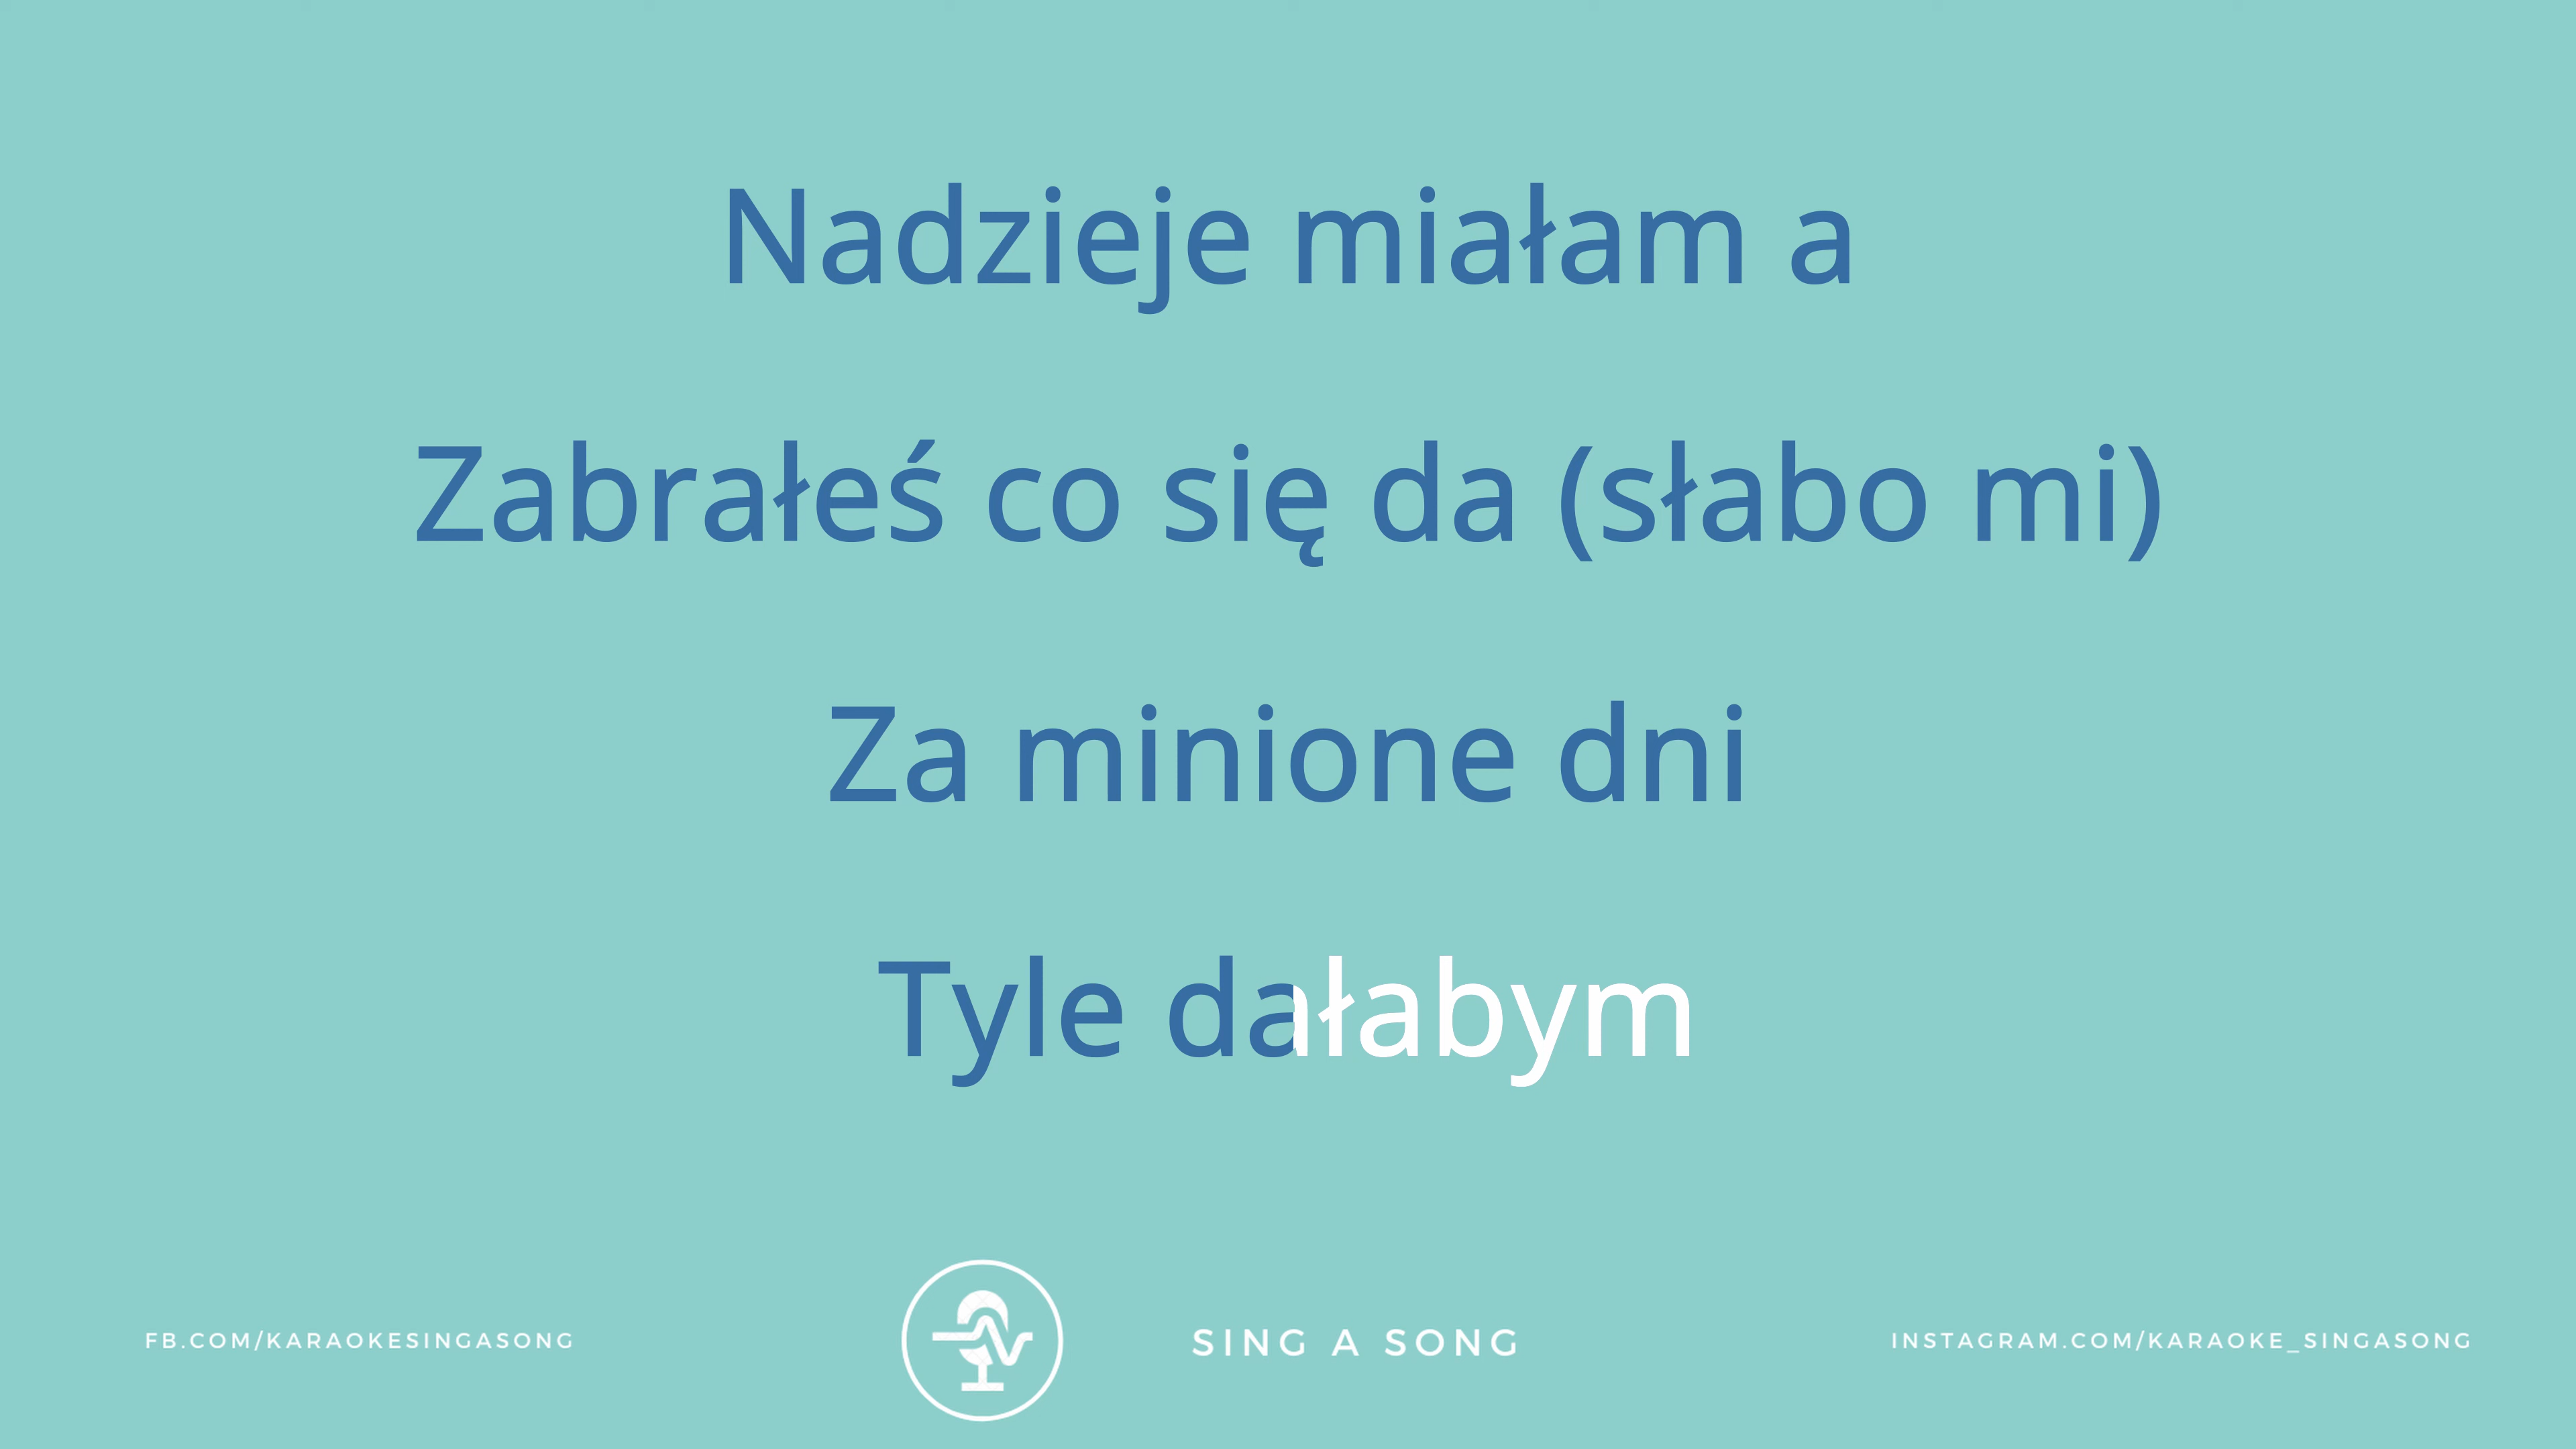 Nadzieje miałam a
Zabrałeś co się da (słabo mi)
Za minione dni
Tyle dałabym
FB.COM/KARAOKESINGASONG
SING A SONG
INSTAGRAM.COM/KARAOKE_SINGASONG